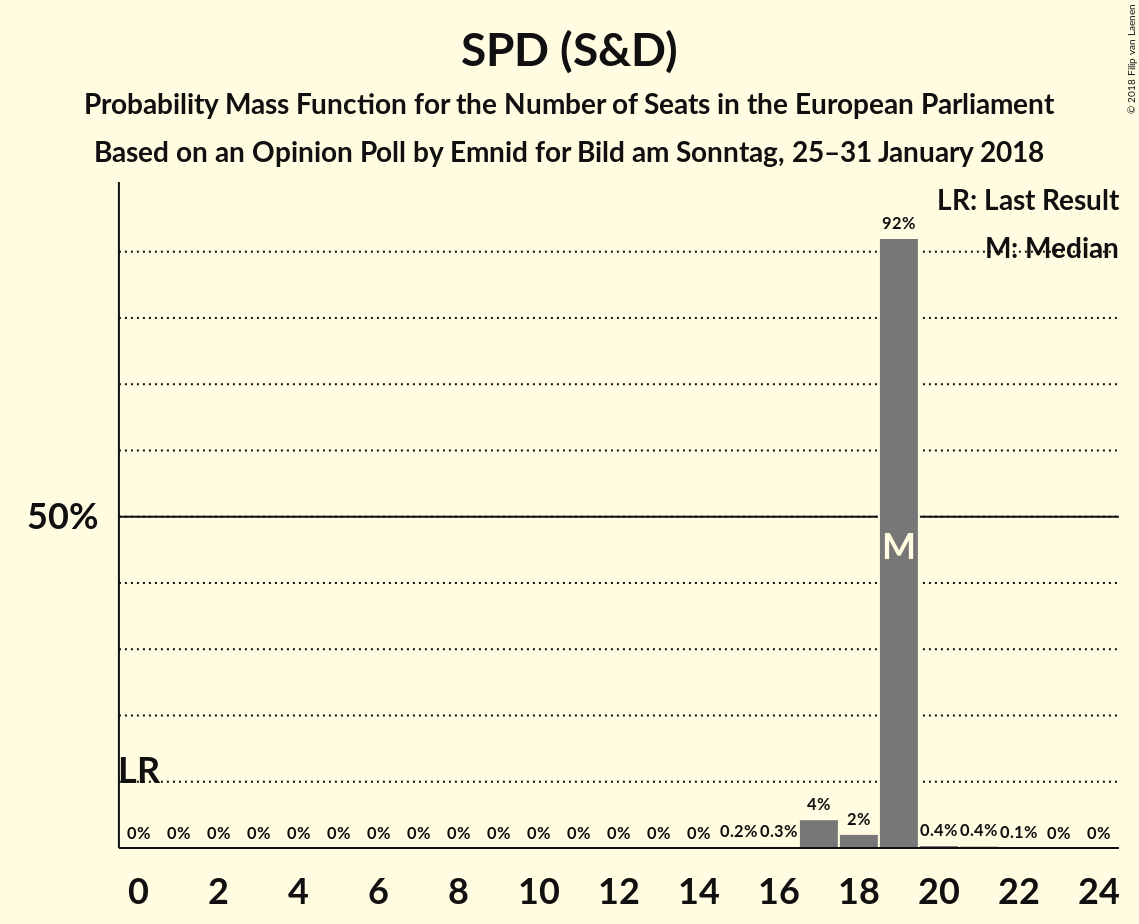 SPD (S&D)
Probability Mass Function for the Number of Seats in the European Parliament
Based on an Opinion Poll by Emnid for Bild am Sonntag, 25–31 January 2018
© 2018 Filip van Laenen
LR: Last Result
M: Median
92%
50%
M
LR
4%
2%
0% 0% 0% 0% 0% 0% 0% 0% 0% 0% 0% 0% 0% 0% 0% 0.2% 0.3% 0.4% 0.4% 0.1% 0% 0%
0 2 4 6 8 10 12 14 16 18 20 22 24